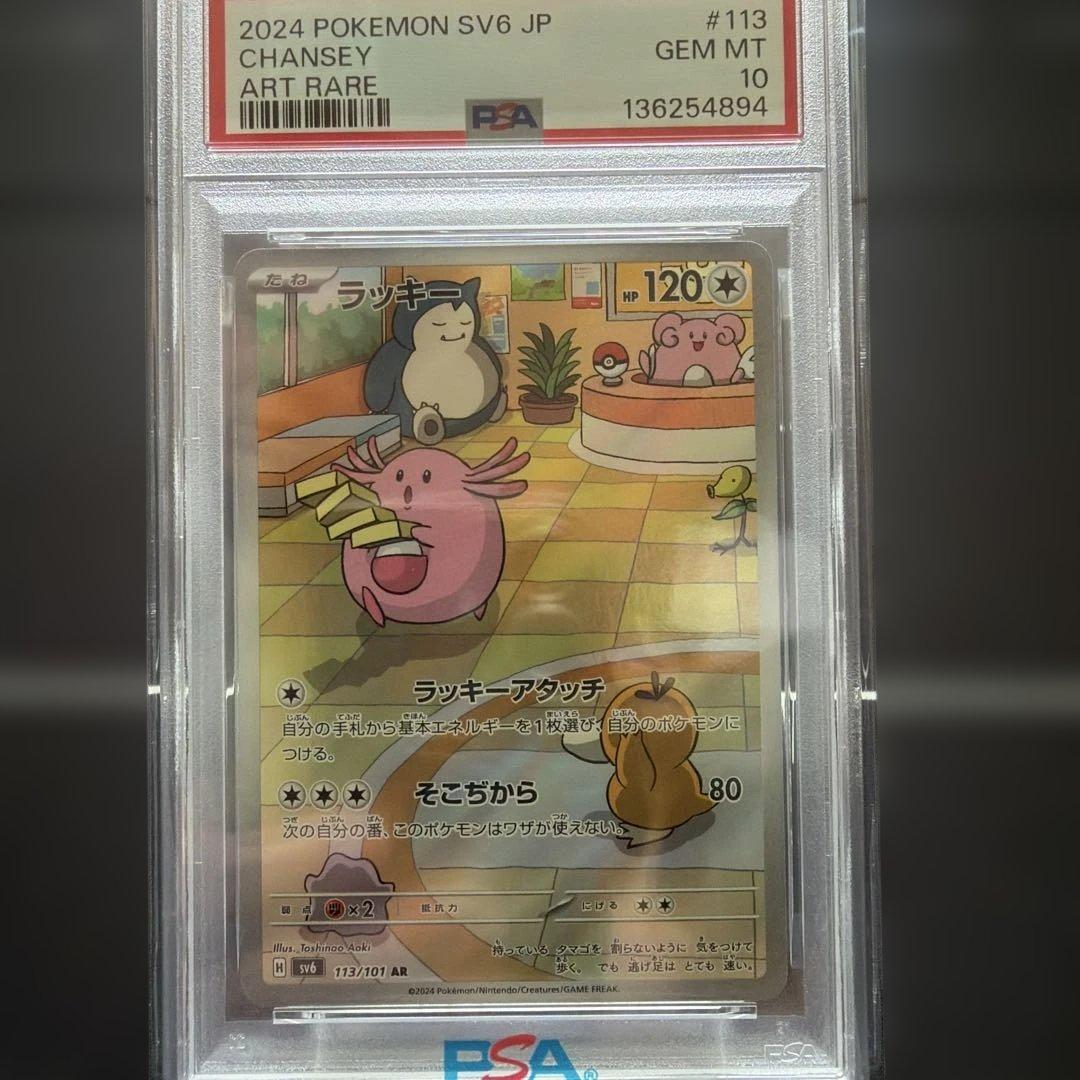 2024 POKEMON SV6 JP #113
CHANSEY GEM MT
ART RARE 10
PSA 136254894
たね ラッキー HP 120
ラッキーアタッチ
自分の手札から基本エネルギーを1枚選び、自分のポケモンに
つける。
そこぢから 80
次の自分の番、このポケモンはワザが使えない。
弱点 ×2 抵抗力 にげる
Illus. Toshinao Aoki
持っている タマゴを 割らないように 気をつけて
歩く。 でも 逃げ足は とても 速い。
H SV6 113/101 AR
©2024 Pokémon/Nintendo/Creatures/GAME FREAK.
PSA®
PSA